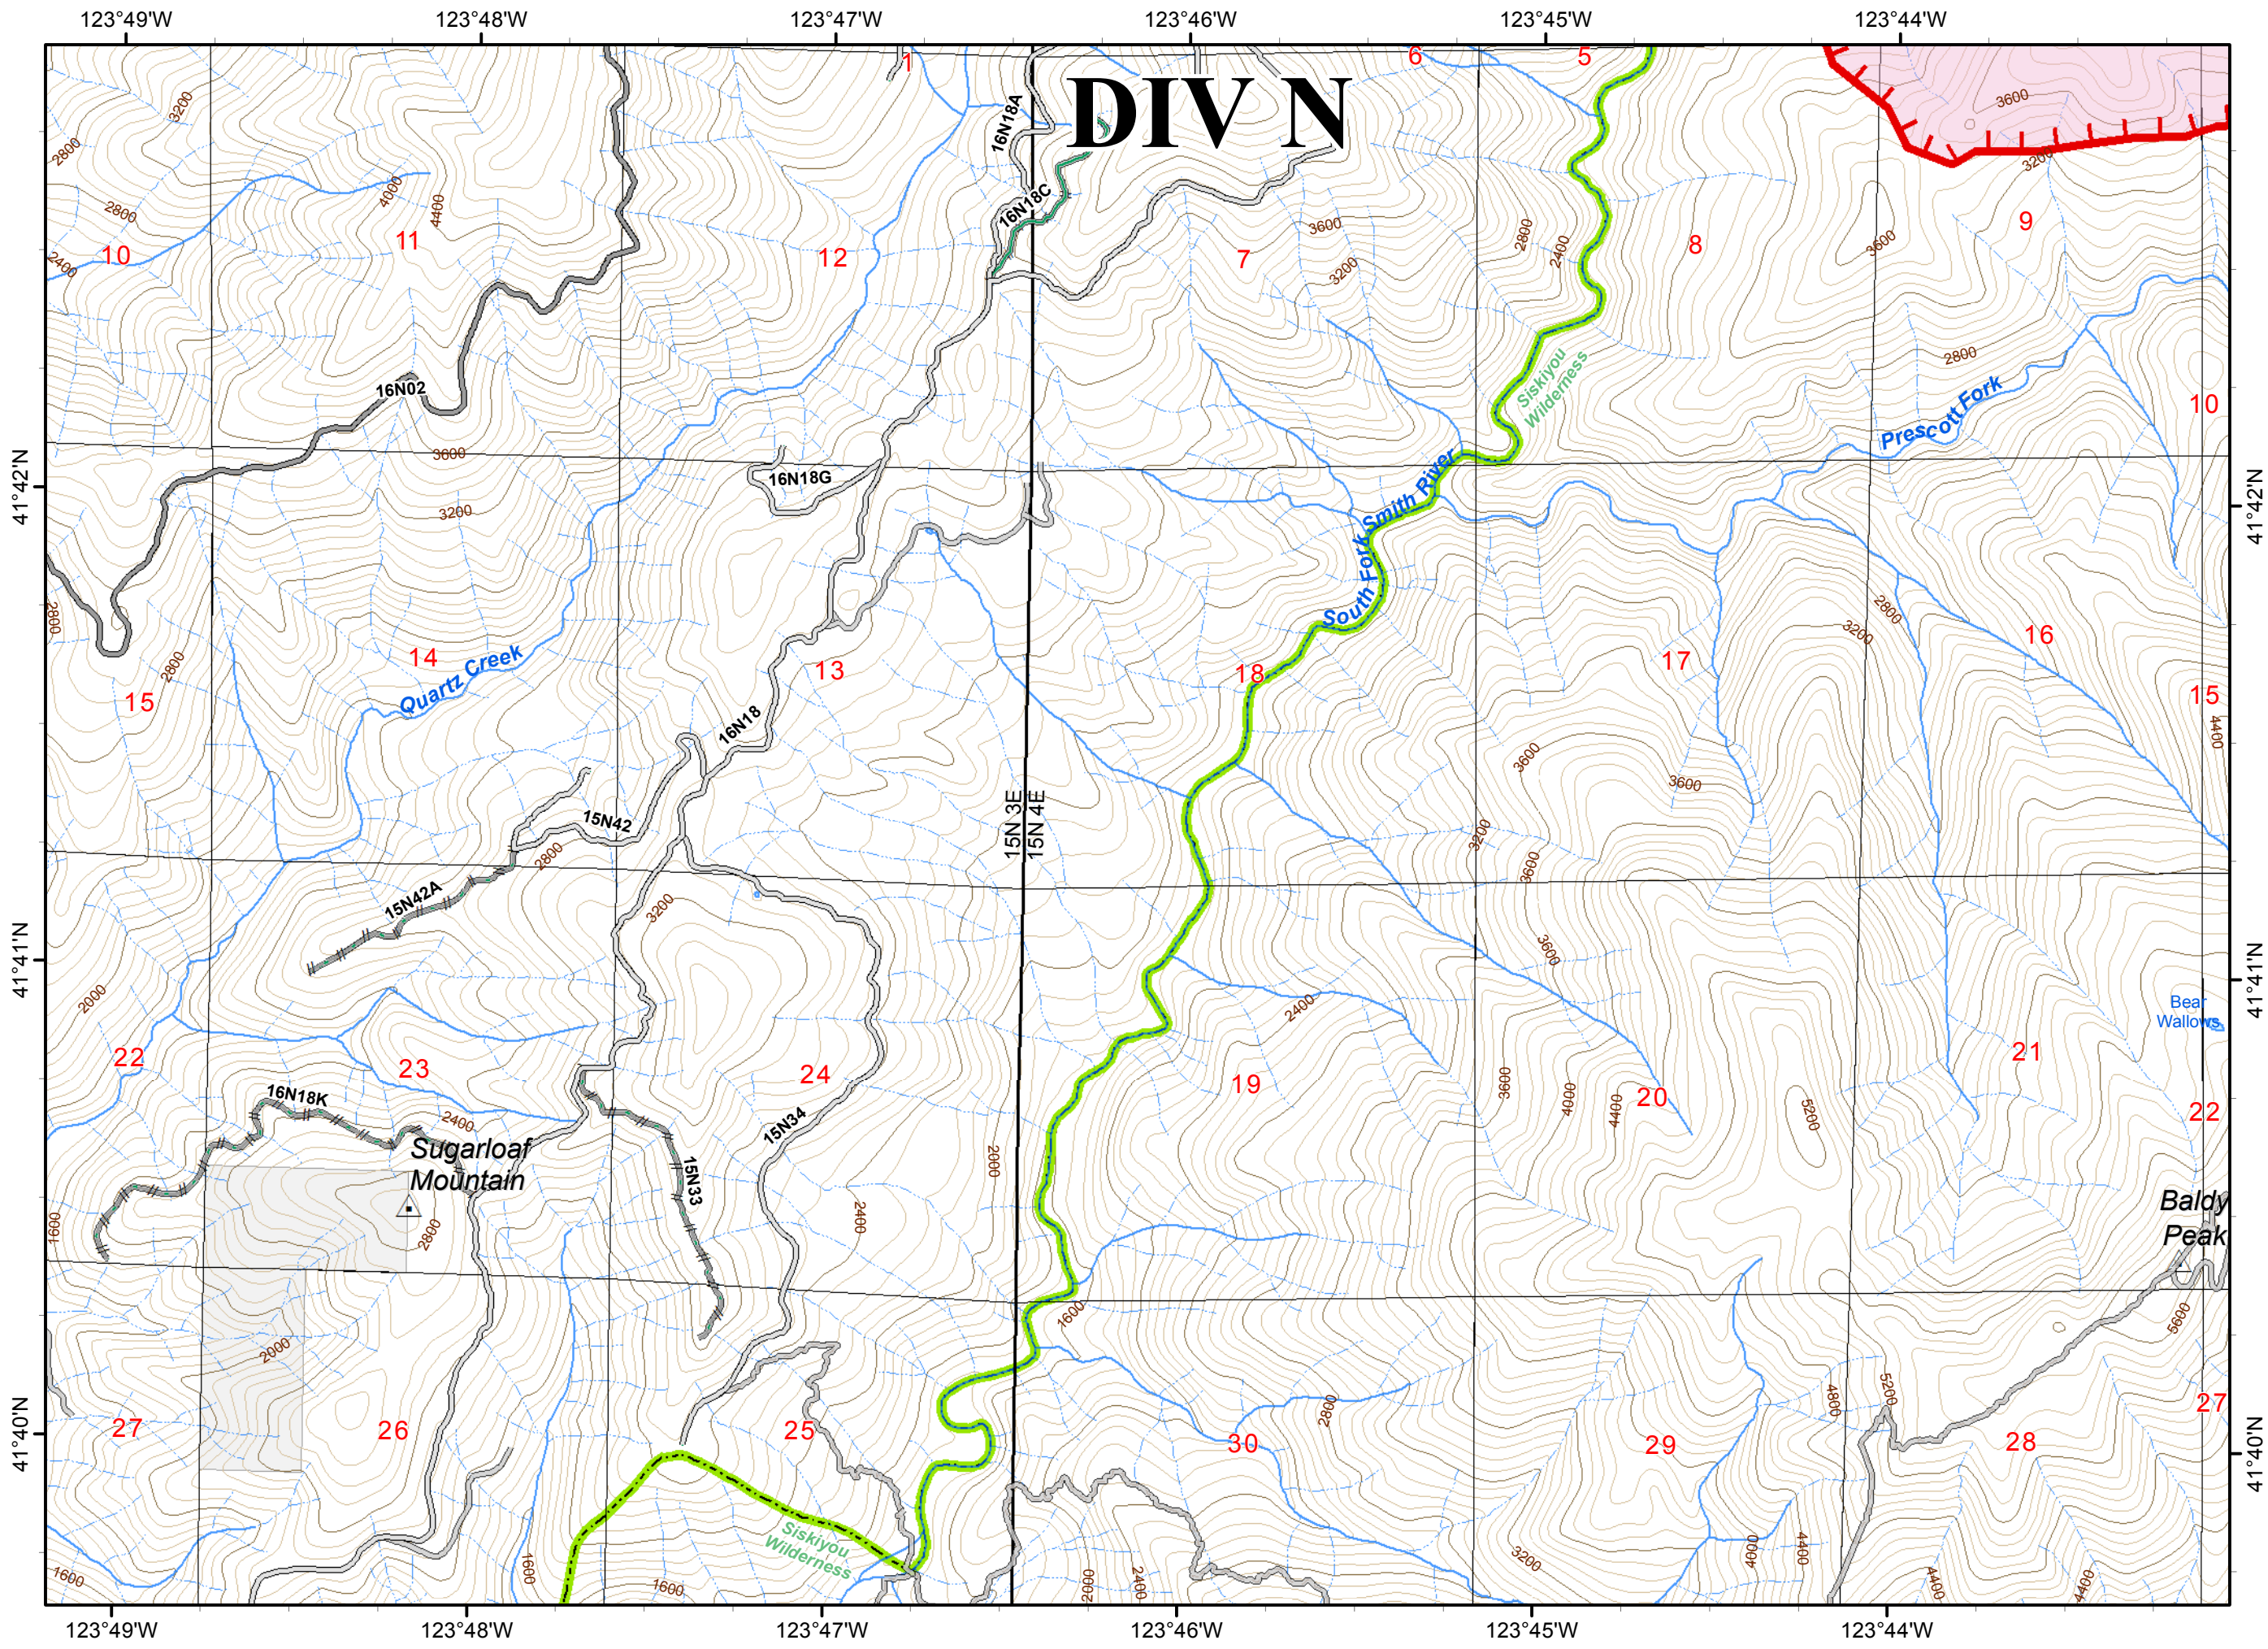 123°49'W 123°48'W 123°47'W 123°46'W 123°45'W 123°44'W
1
6
5
DIV N
3200
2800
3600
3200
16N18A
16N18C
4000
4400
2800
2400
10
11
12
7
3600
3200
2800
2400
8
3600
9
Siskiyou
Wilderness
2800
16N02
Prescott Fork
10
3600
3200
16N18G
41°42'N
41°42'N
South Fork Smith River
2800
2800
2800
3200
16
14
13
18
17
15
15
Quartz Creek
16N18
4400
3600
3600
15N 3E
15N 4E
15N42
2800
3200
3600
15N42A
3200
3600
41°41'N
41°41'N
2000
2400
Bear
Wallows
22
23
24
19
21
3600
4000
4400
20
5200
22
16N18K
2400
15N34
Sugarloaf
Mountain
15N33
2000
2400
2800
1600
Baldy
Peak
1600
5600
2000
2800
4800
5200
27
26
25
30
29
28
27
41°40'N
41°40'N
Siskiyou
Wilderness
1600
1600
1600
2000
2400
3200
4000
4400
4400
4400
123°49'W 123°48'W 123°47'W 123°46'W 123°45'W 123°44'W